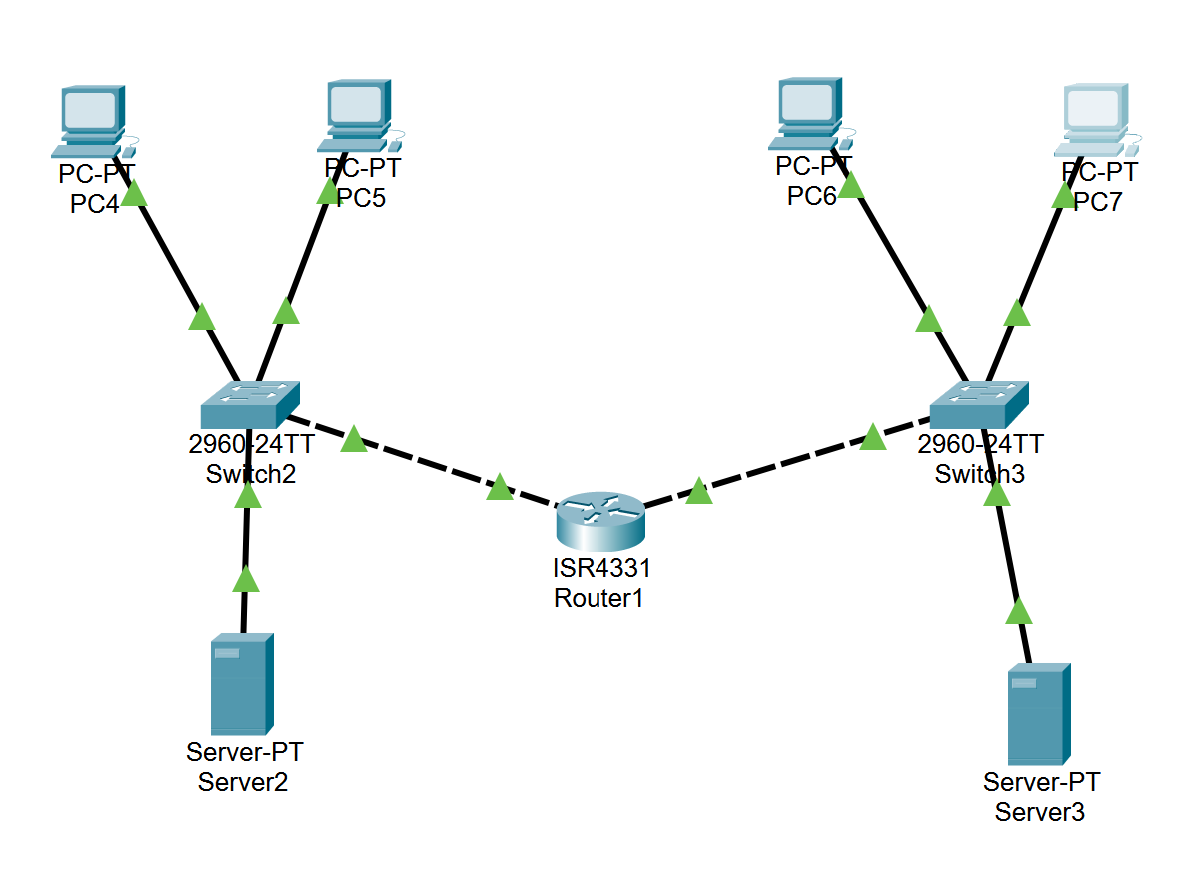 PC-PT
PC4
PC-PT
PC5
PC-PT
PC6
PC-PT
PC7
2960-24TT
Switch2
2960-24TT
Switch3
ISR4331
Router1
Server-PT
Server2
Server-PT
Server3